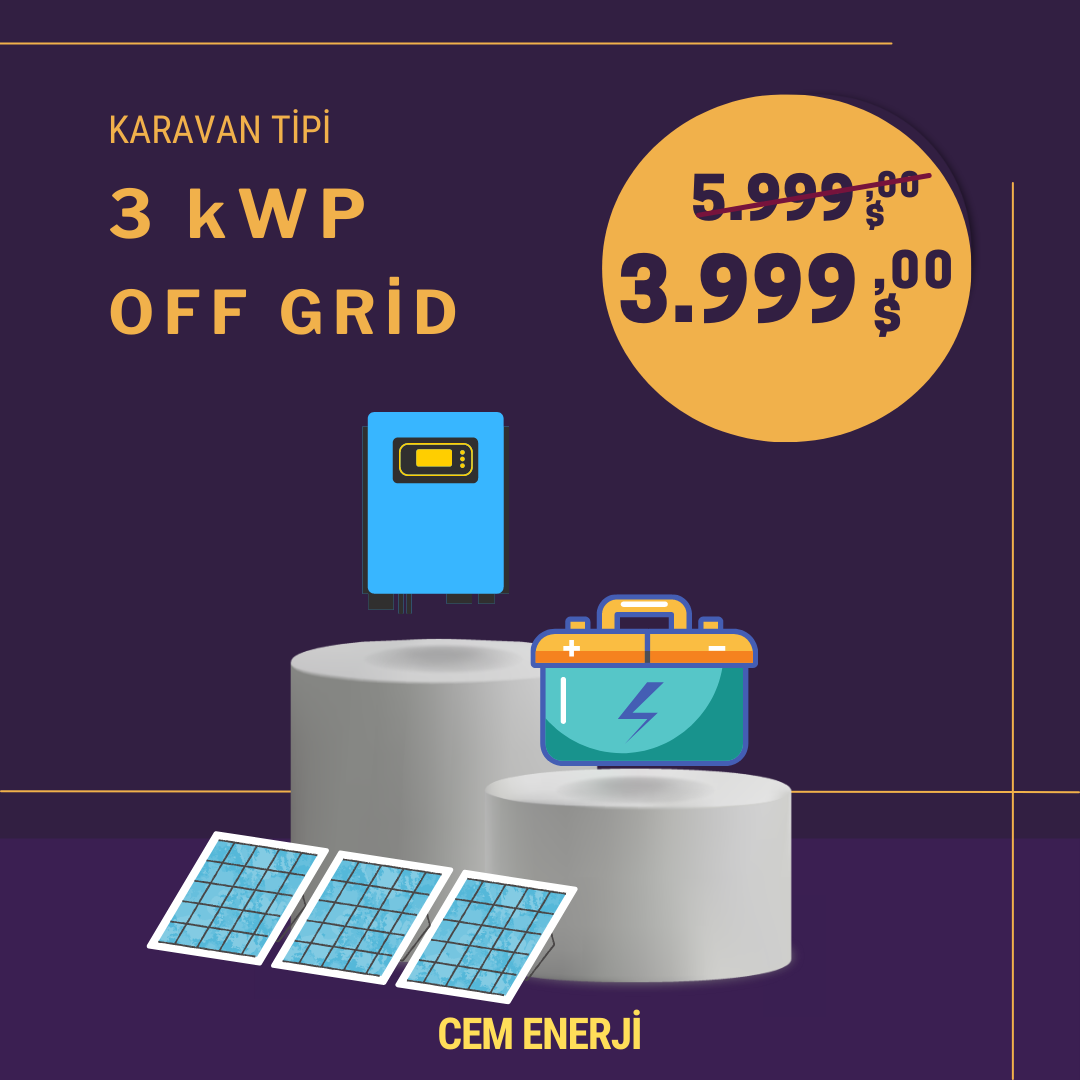 KARAVAN TİPİ
3 kWP
OFF GRİD
5.999,00 $
3.999,00 $
+ -
CEM ENERJİ